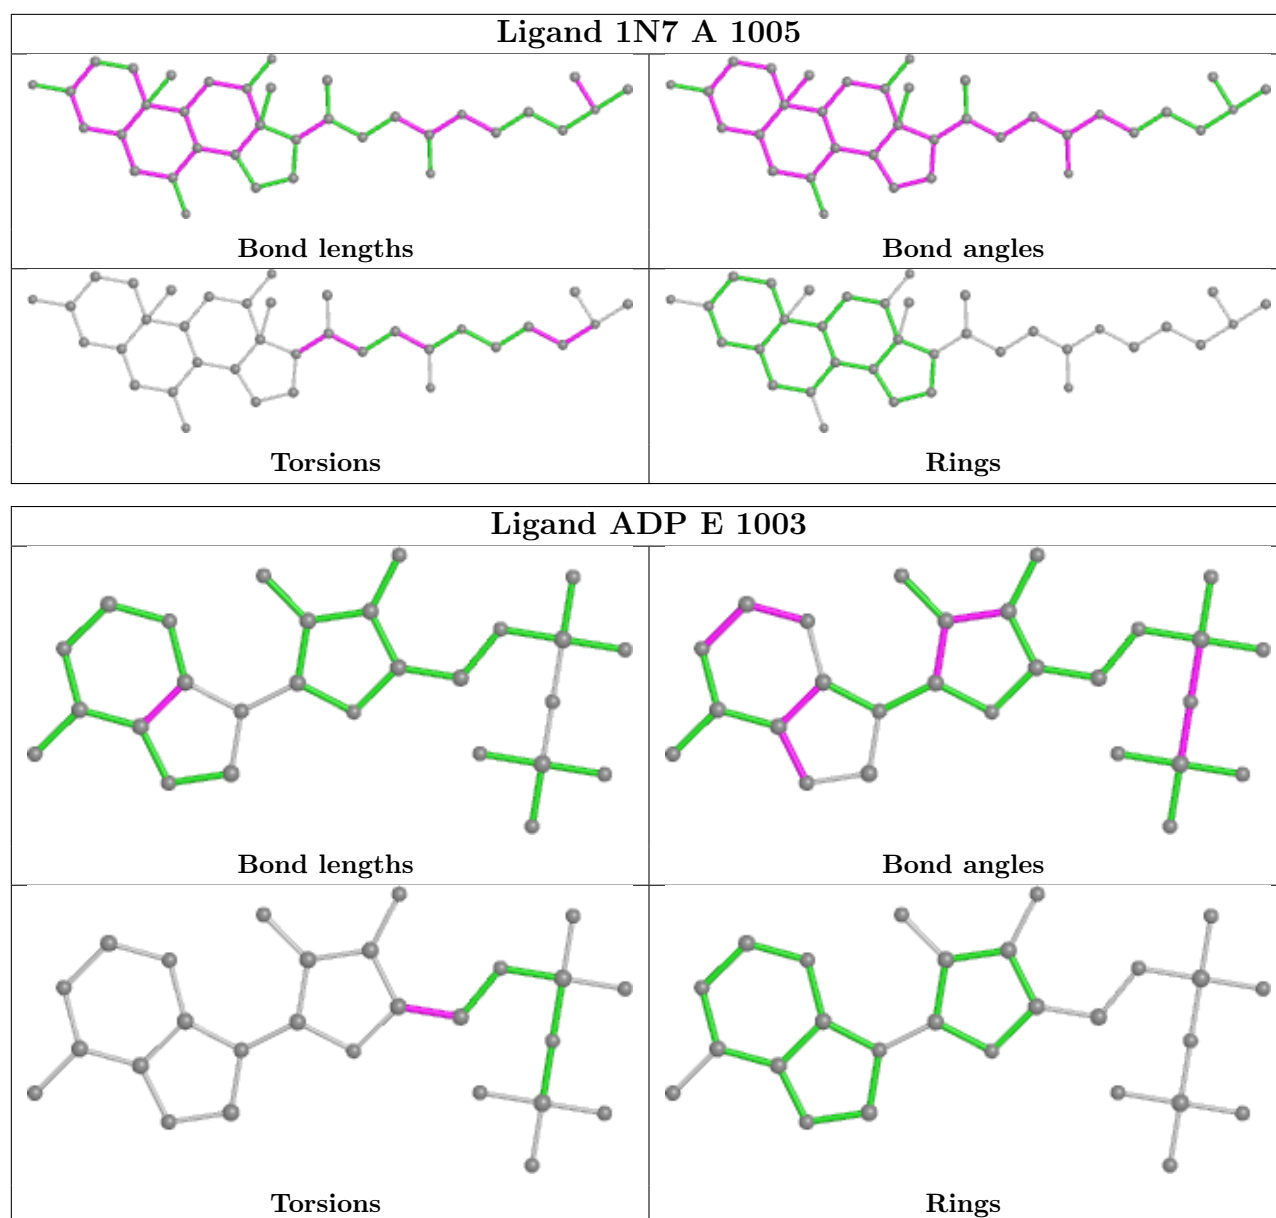 Ligand 1N7 A 1005
Bond lengths Bond angles
Torsions Rings
Ligand ADP E 1003
Bond lengths Bond angles
Torsions Rings